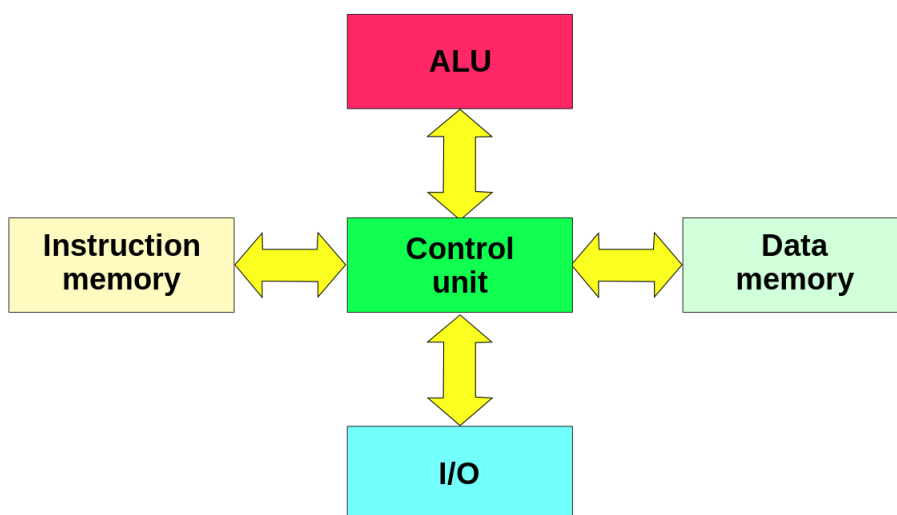 ALU
Instruction
memory
Control
unit
Data
memory
I/O